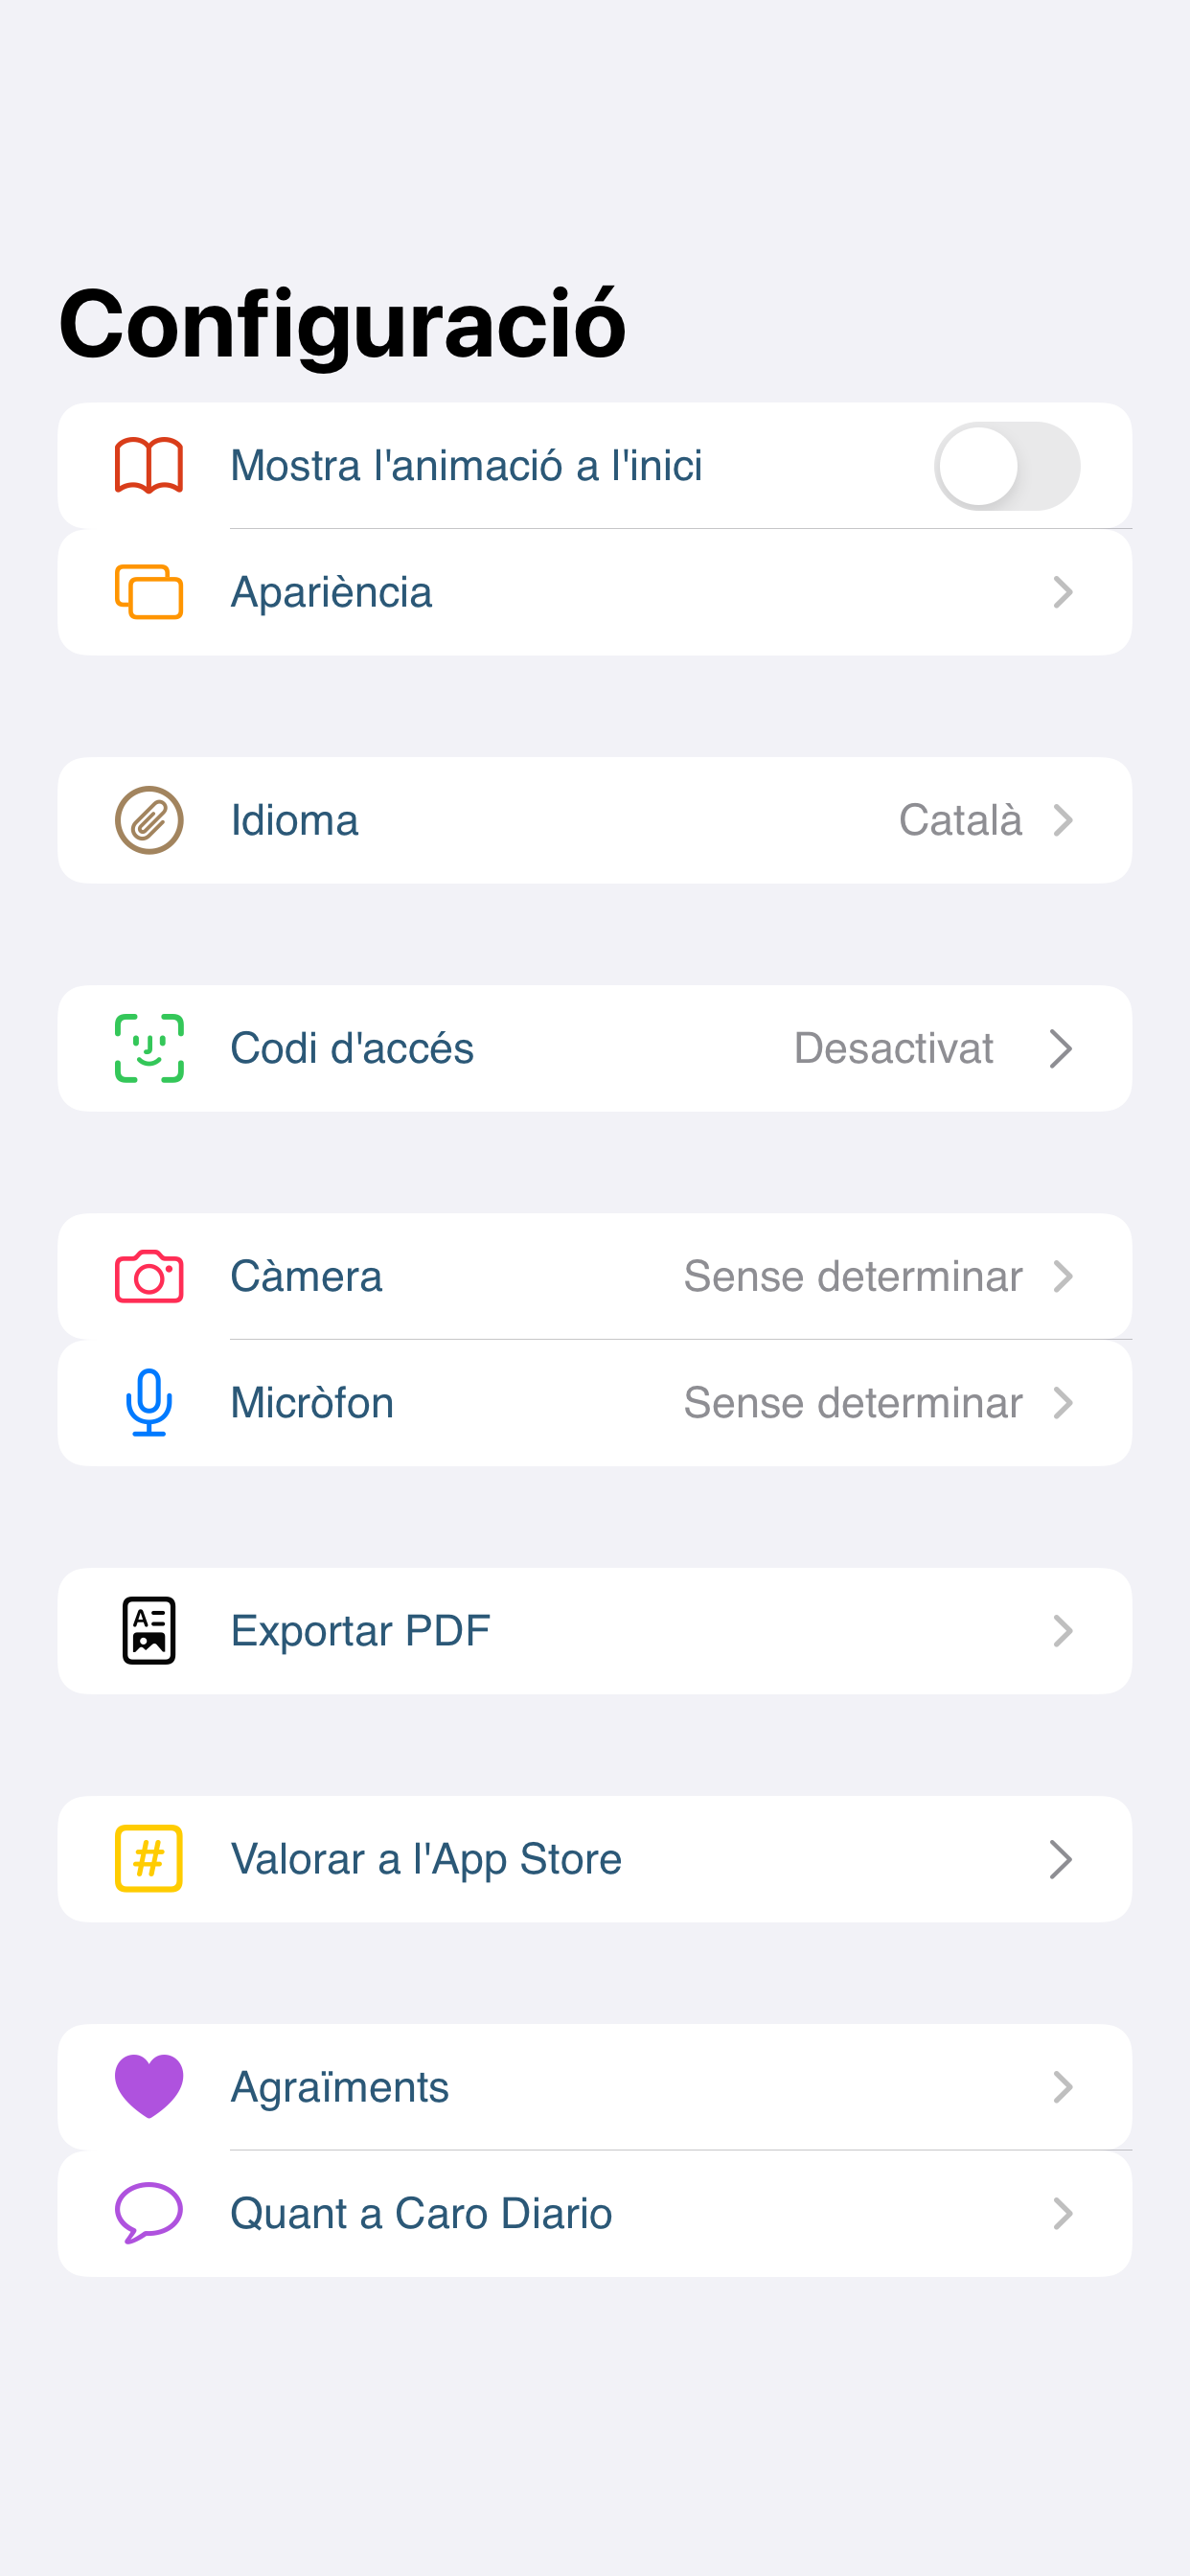 Configuració
Mostra l'animació a l'inici
Apariència
Idioma Català
Codi d'accés Desactivat
Càmera Sense determinar
Micròfon Sense determinar
Exportar PDF
Valorar a l'App Store
Agraïments
Quant a Caro Diario